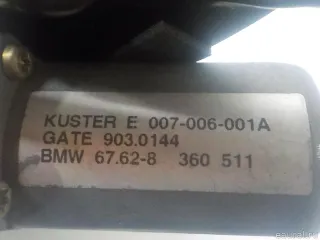 KUSTER E 007-006-001A
GATE 903.0144
BMW 67.62-8 360 511